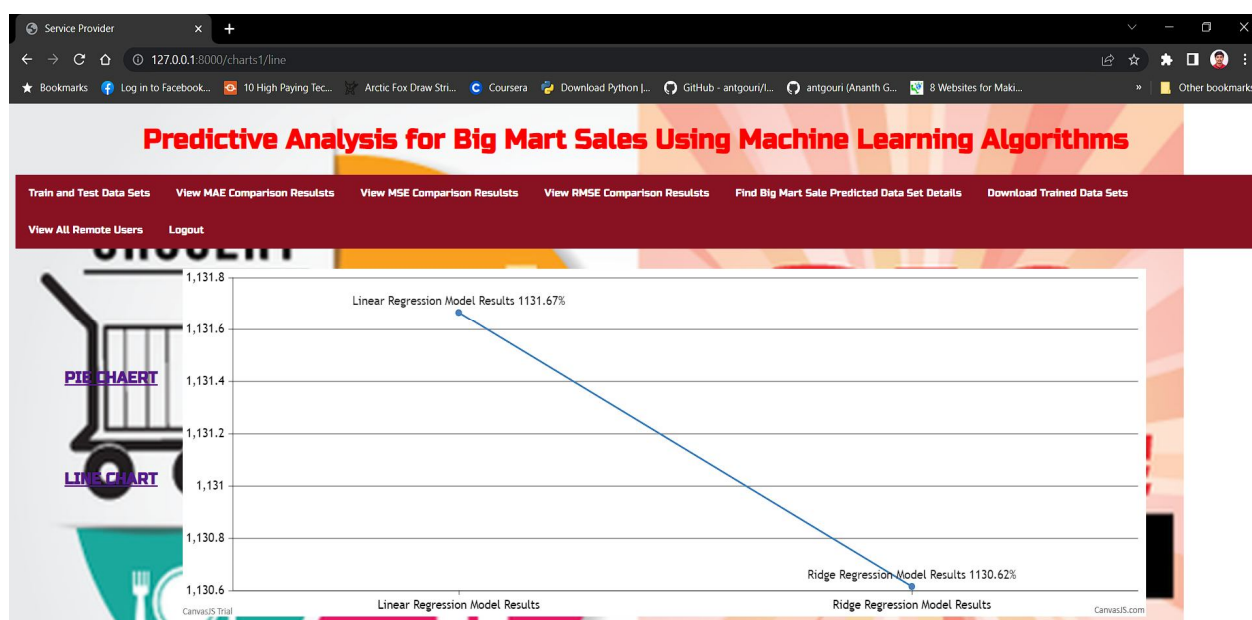 Service Provider
127.0.0.1:8000/charts1/line
Bookmarks Log in to Facebook... 10 High Paying Tec... Arctic Fox Draw Stri... Coursera Download Python |... GitHub - antgouri/I... antgouri (Ananth G... 8 Websites for Maki... » Other bookmarks
Predictive Analysis for Big Mart Sales Using Machine Learning Algorithms
Train and Test Data Sets View MAE Comparison Resulsts View MSE Comparison Resulsts View RMSE Comparison Resulsts Find Big Mart Sale Predicted Data Set Details Download Trained Data Sets
View All Remote Users Logout
1,131.8
Linear Regression Model Results 1131.67%
1,131.6
PIE CHAERT
1,131.4
1,131.2
LINE CHART
1,131
1,130.8
Ridge Regression Model Results 1130.62%
1,130.6
Linear Regression Model Results Ridge Regression Model Results
CanvasJS Trial CanvasJS.com